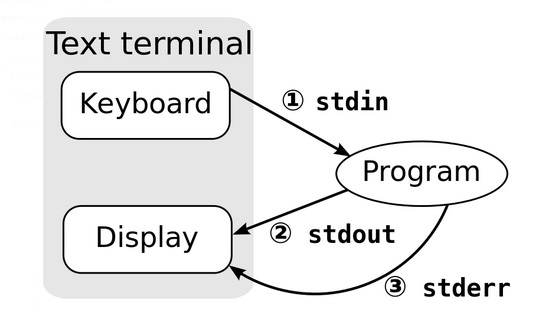 Text terminal
Keyboard
① stdin
Program
Display
② stdout
③ stderr